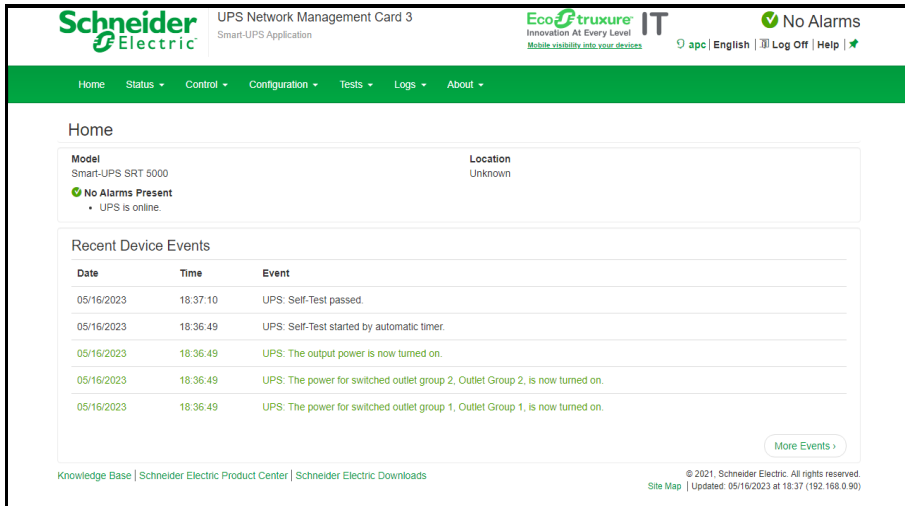 Schneider Electric
UPS Network Management Card 3
Smart-UPS Application
EcoStruxure IT
Innovation At Every Level
Mobile visibility into your devices
No Alarms
apc | English | Log Off | Help |
Home Status Control Configuration Tests Logs About
Home
Model Location
Smart-UPS SRT 5000 Unknown
No Alarms Present
• UPS is online.
Recent Device Events
Date Time Event
05/16/2023 18:37:10 UPS: Self-Test passed.
05/16/2023 18:36:49 UPS: Self-Test started by automatic timer.
05/16/2023 18:36:49 UPS: The output power is now turned on.
05/16/2023 18:36:49 UPS: The power for switched outlet group 2, Outlet Group 2, is now turned on.
05/16/2023 18:36:49 UPS: The power for switched outlet group 1, Outlet Group 1, is now turned on.
More Events ›
Knowledge Base | Schneider Electric Product Center | Schneider Electric Downloads
© 2021, Schneider Electric. All rights reserved.
Site Map | Updated: 05/16/2023 at 18:37 (192.168.0.90)